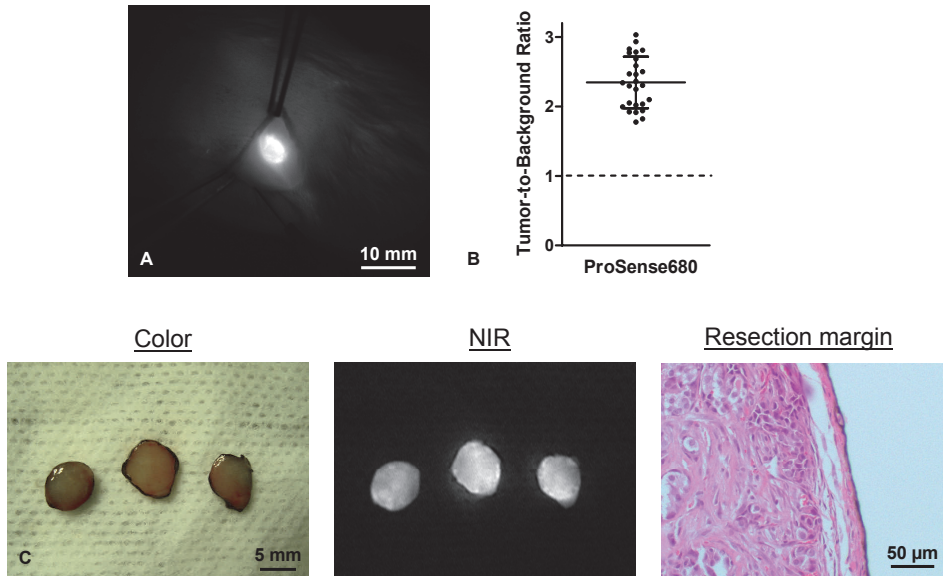 A
10 mm
Tumor-to-Background Ratio
3
2
1
0
B
ProSense680
Color
NIR
Resection margin
C
5 mm
50 µm